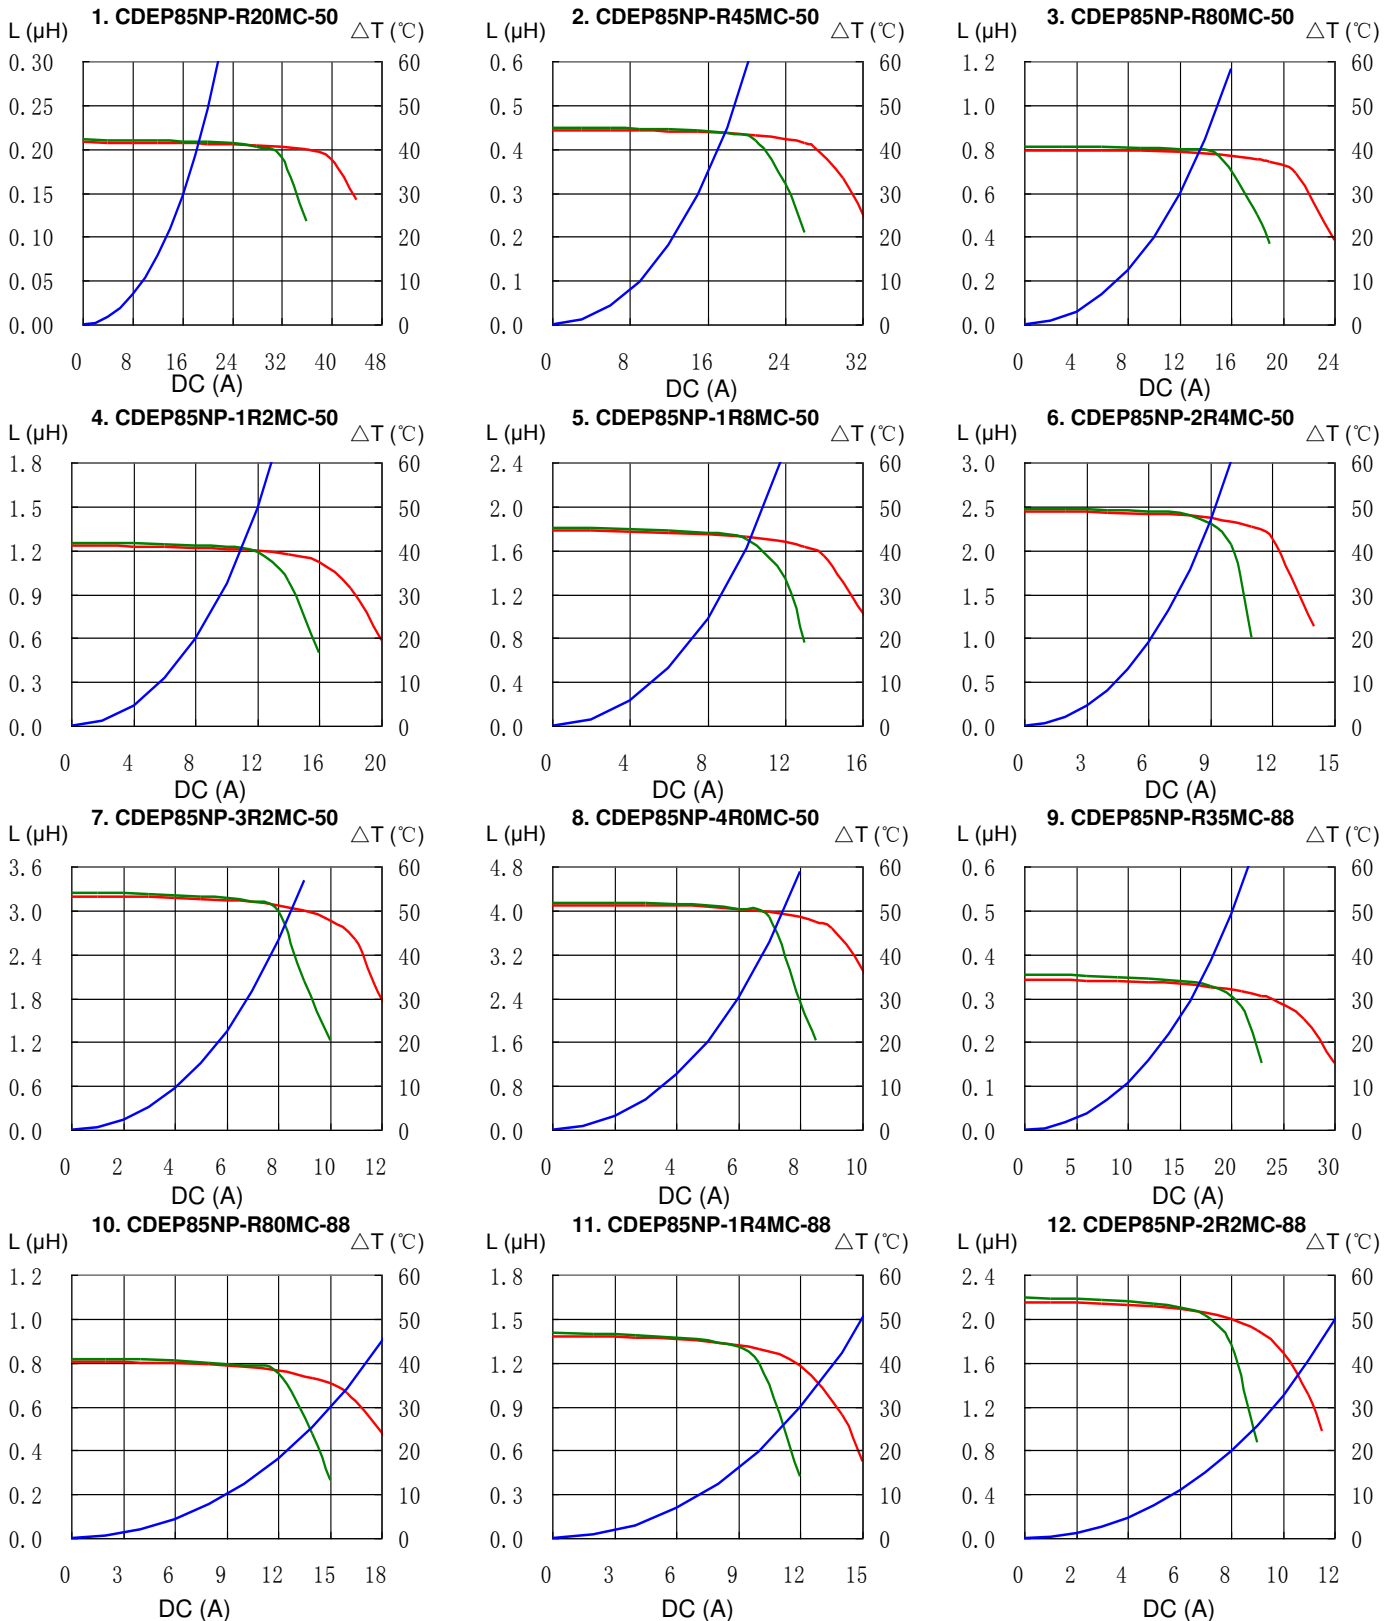 1. CDEP85NP-R20MC-50
L (µH)
△T (℃)
0.30
0.25
0.20
0.15
0.10
0.05
0.00
60
50
40
30
20
10
0
0 8 16 24 32 40 48
DC (A)
2. CDEP85NP-R45MC-50
L (µH)
△T (℃)
0.6
0.5
0.4
0.3
0.2
0.1
0.0
60
50
40
30
20
10
0
0 8 16 24 32
DC (A)
3. CDEP85NP-R80MC-50
L (µH)
△T (℃)
1.2
1.0
0.8
0.6
0.4
0.2
0.0
60
50
40
30
20
10
0
0 4 8 12 16 20 24
DC (A)
4. CDEP85NP-1R2MC-50
L (µH)
△T (℃)
1.8
1.5
1.2
0.9
0.6
0.3
0.0
60
50
40
30
20
10
0
0 4 8 12 16 20
DC (A)
5. CDEP85NP-1R8MC-50
L (µH)
△T (℃)
2.4
2.0
1.6
1.2
0.8
0.4
0.0
60
50
40
30
20
10
0
0 4 8 12 16
DC (A)
6. CDEP85NP-2R4MC-50
L (µH)
△T (℃)
3.0
2.5
2.0
1.5
1.0
0.5
0.0
60
50
40
30
20
10
0
0 3 6 9 12 15
DC (A)
7. CDEP85NP-3R2MC-50
L (µH)
△T (℃)
3.6
3.0
2.4
1.8
1.2
0.6
0.0
60
50
40
30
20
10
0
0 2 4 6 8 10 12
DC (A)
8. CDEP85NP-4R0MC-50
L (µH)
△T (℃)
4.8
4.0
3.2
2.4
1.6
0.8
0.0
60
50
40
30
20
10
0
0 2 4 6 8 10
DC (A)
9. CDEP85NP-R35MC-88
L (µH)
△T (℃)
0.6
0.5
0.4
0.3
0.2
0.1
0.0
60
50
40
30
20
10
0
0 5 10 15 20 25 30
DC (A)
10. CDEP85NP-R80MC-88
L (µH)
△T (℃)
1.2
1.0
0.8
0.6
0.4
0.2
0.0
60
50
40
30
20
10
0
0 3 6 9 12 15 18
DC (A)
11. CDEP85NP-1R4MC-88
L (µH)
△T (℃)
1.8
1.5
1.2
0.9
0.6
0.3
0.0
60
50
40
30
20
10
0
0 3 6 9 12 15
DC (A)
12. CDEP85NP-2R2MC-88
L (µH)
△T (℃)
2.4
2.0
1.6
1.2
0.8
0.4
0.0
60
50
40
30
20
10
0
0 2 4 6 8 10 12
DC (A)